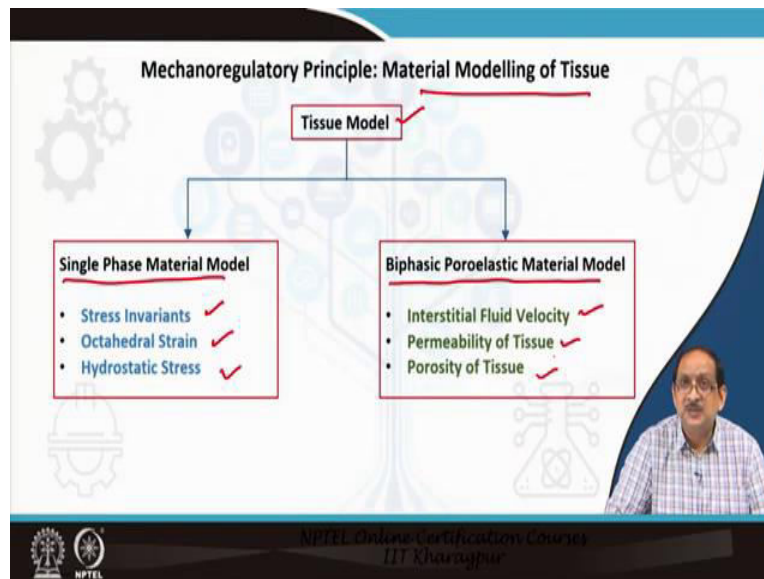 Mechanoregulatory Principle: Material Modelling of Tissue
Tissue Model
Single Phase Material Model
• Stress Invariants
• Octahedral Strain
• Hydrostatic Stress
Biphasic Poroelastic Material Model
• Interstitial Fluid Velocity
• Permeability of Tissue
• Porosity of Tissue
NPTEL
NPTEL Online Certification Courses
IIT Kharagpur